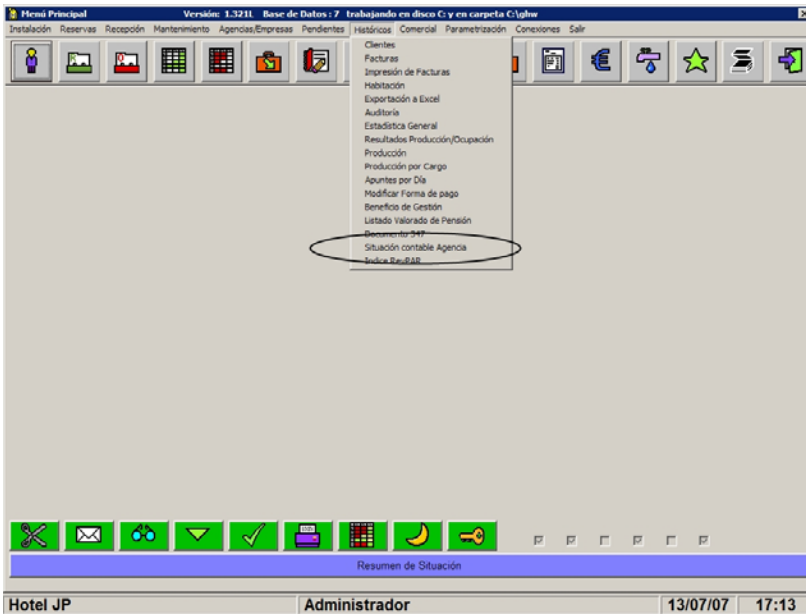 Menú Principal Versión: 1.321L Base de Datos : 7 trabajando en disco C: y en carpeta C:\ghw
Instalación Reservas Recepción Mantenimiento Agencias/Empresas Pendientes Históricos Comercial Parametrización Conexiones Salir
Clientes
Facturas
Impresión de Facturas
Habitación
Exportación a Excel
Auditoría
Estadística General
Resultados Producción/Ocupación
Producción
Producción por Cargo
Apuntes por Día
Modificar Forma de pago
Beneficio de Gestión
Listado Valorado de Pensión
Documento 347
Situación contable Agencia
Indice RevPAR
Resumen de Situación
Hotel JP Administrador 13/07/07 17:13